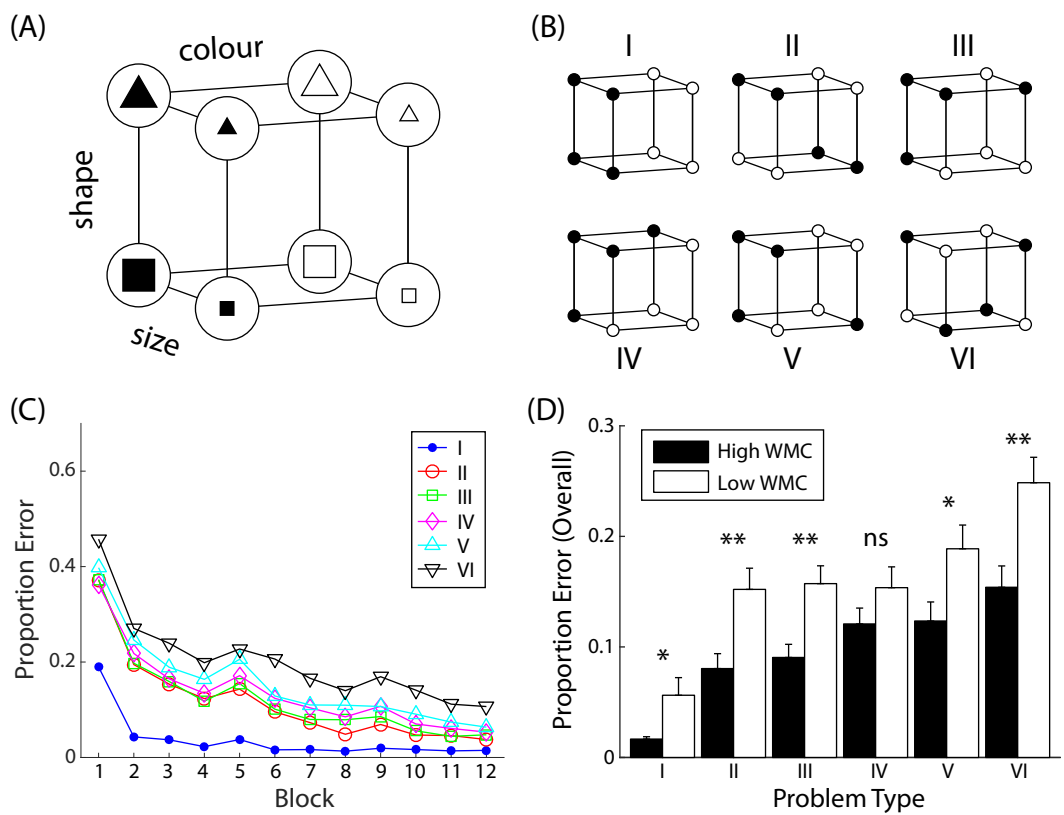 (A)
colour
shape
size
(B)
I II III
IV V VI
(C)
Proportion Error
0.6
0.4
0.2
0
1 2 3 4 5 6 7 8 9 10 11 12
Block
I
II
III
IV
V
VI
(D)
Proportion Error (Overall)
0.3
0.2
0.1
0
High WMC
Low WMC
* ** ** ns * **
I II III IV V VI
Problem Type